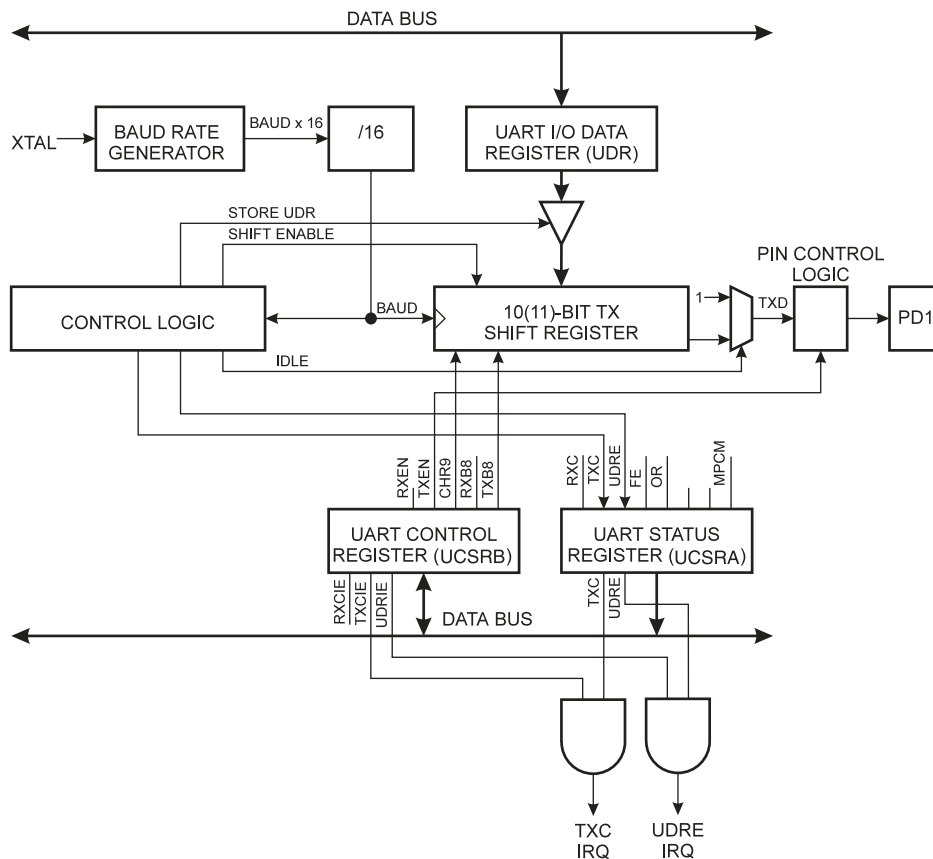 DATA BUS
XTAL
BAUD RATE
GENERATOR
BAUD x 16
/16
UART I/O DATA
REGISTER (UDR)
STORE UDR
SHIFT ENABLE
PIN CONTROL
LOGIC
CONTROL LOGIC
BAUD
10(11)-BIT TX
SHIFT REGISTER
1
TXD
PD1
IDLE
RXEN
TXEN
CHR9
RXB8
TXB8
RXC
TXC
UDRE
FE
OR
MPCM
UART CONTROL
REGISTER (UCSRB)
UART STATUS
REGISTER (UCSRA)
RXCIE
TXCIE
UDRIE
TXC
UDRE
DATA BUS
TXC
IRQ
UDRE
IRQ